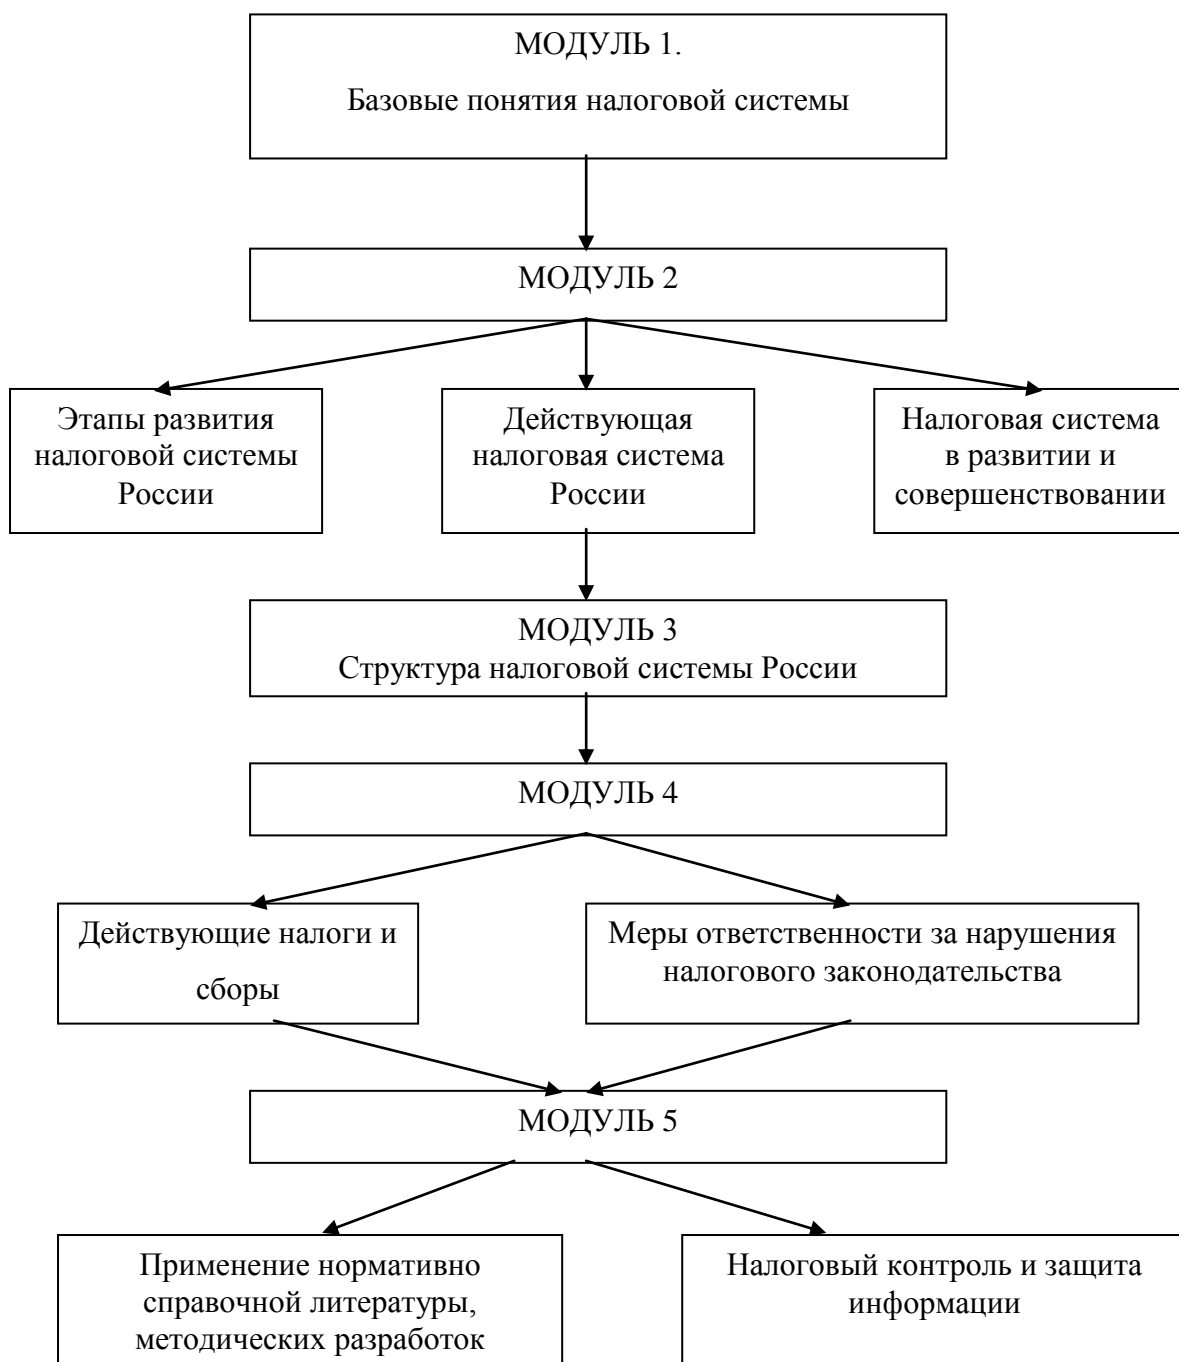 МОДУЛЬ 1.
Базовые понятия налоговой системы
МОДУЛЬ 2
Этапы развития
налоговой системы
России
Действующая
налоговая система
России
Налоговая система
в развитии и
совершенствовании
МОДУЛЬ 3
Структура налоговой системы России
МОДУЛЬ 4
Действующие налоги и
сборы
Меры ответственности за нарушения
налогового законодательства
МОДУЛЬ 5
Применение нормативно
справочной литературы,
методических разработок
Налоговый контроль и защита
информации